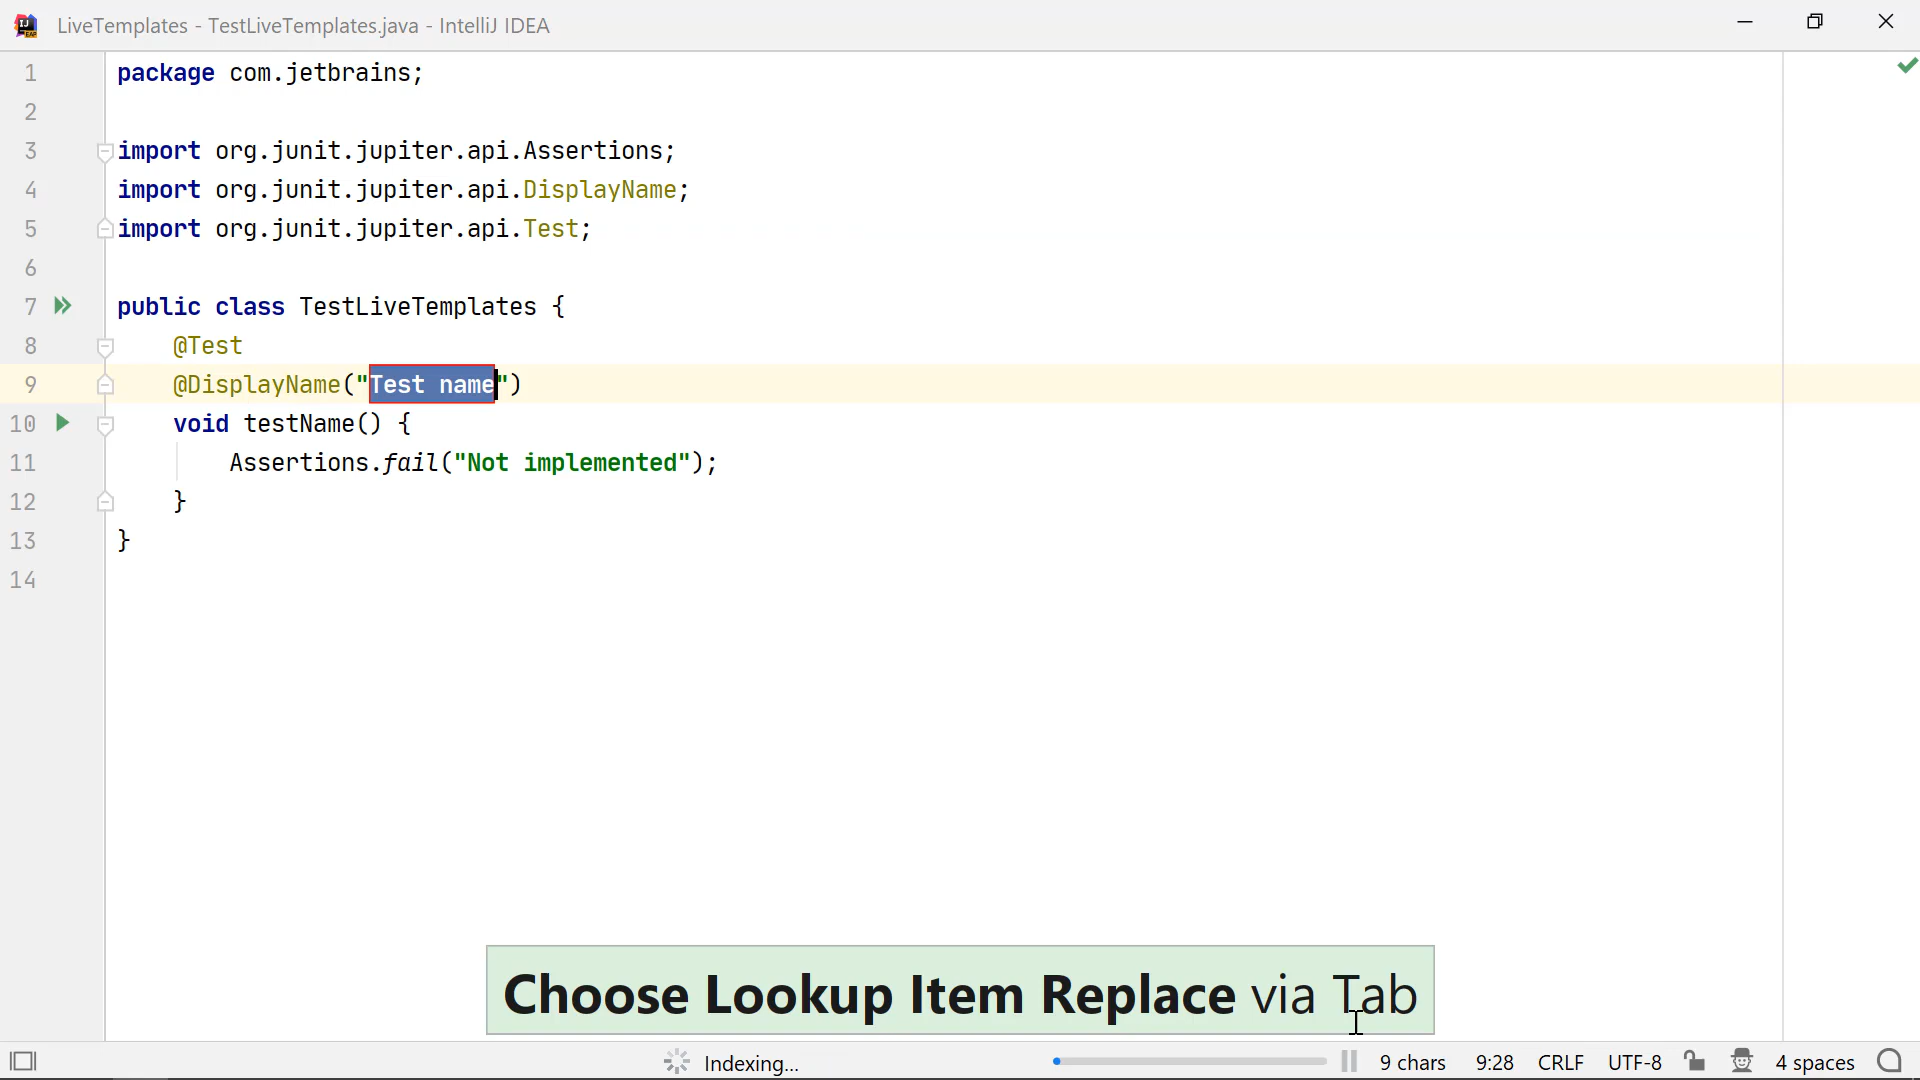 LiveTemplates - TestLiveTemplates.java - IntelliJ IDEA
1 package com.jetbrains;
2
3 import org.junit.jupiter.api.Assertions;
4 import org.junit.jupiter.api.DisplayName;
5 import org.junit.jupiter.api.Test;
6
7 public class TestLiveTemplates {
8 @Test
9 @DisplayName("Test name")
10 void testName() {
11 Assertions.fail("Not implemented");
12 }
13 }
14
Choose Lookup Item Replace via Tab
Indexing... 9 chars 9:28 CRLF UTF-8 4 spaces